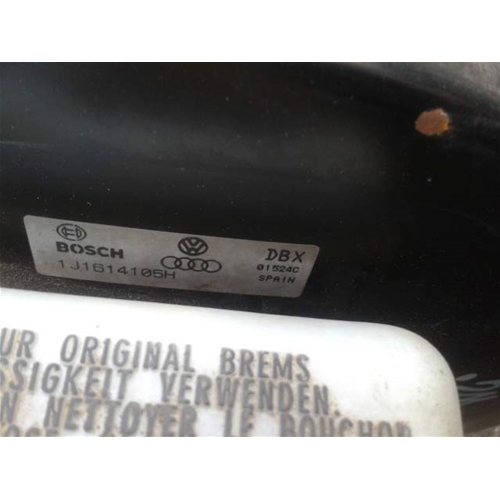 BOSCH
1J1614105H
DBX
01524C
SPAIN
UR ORIGINAL BREMS
SSIGKEIT VERWENDEN.
N NETTOYER LE BOUCHON